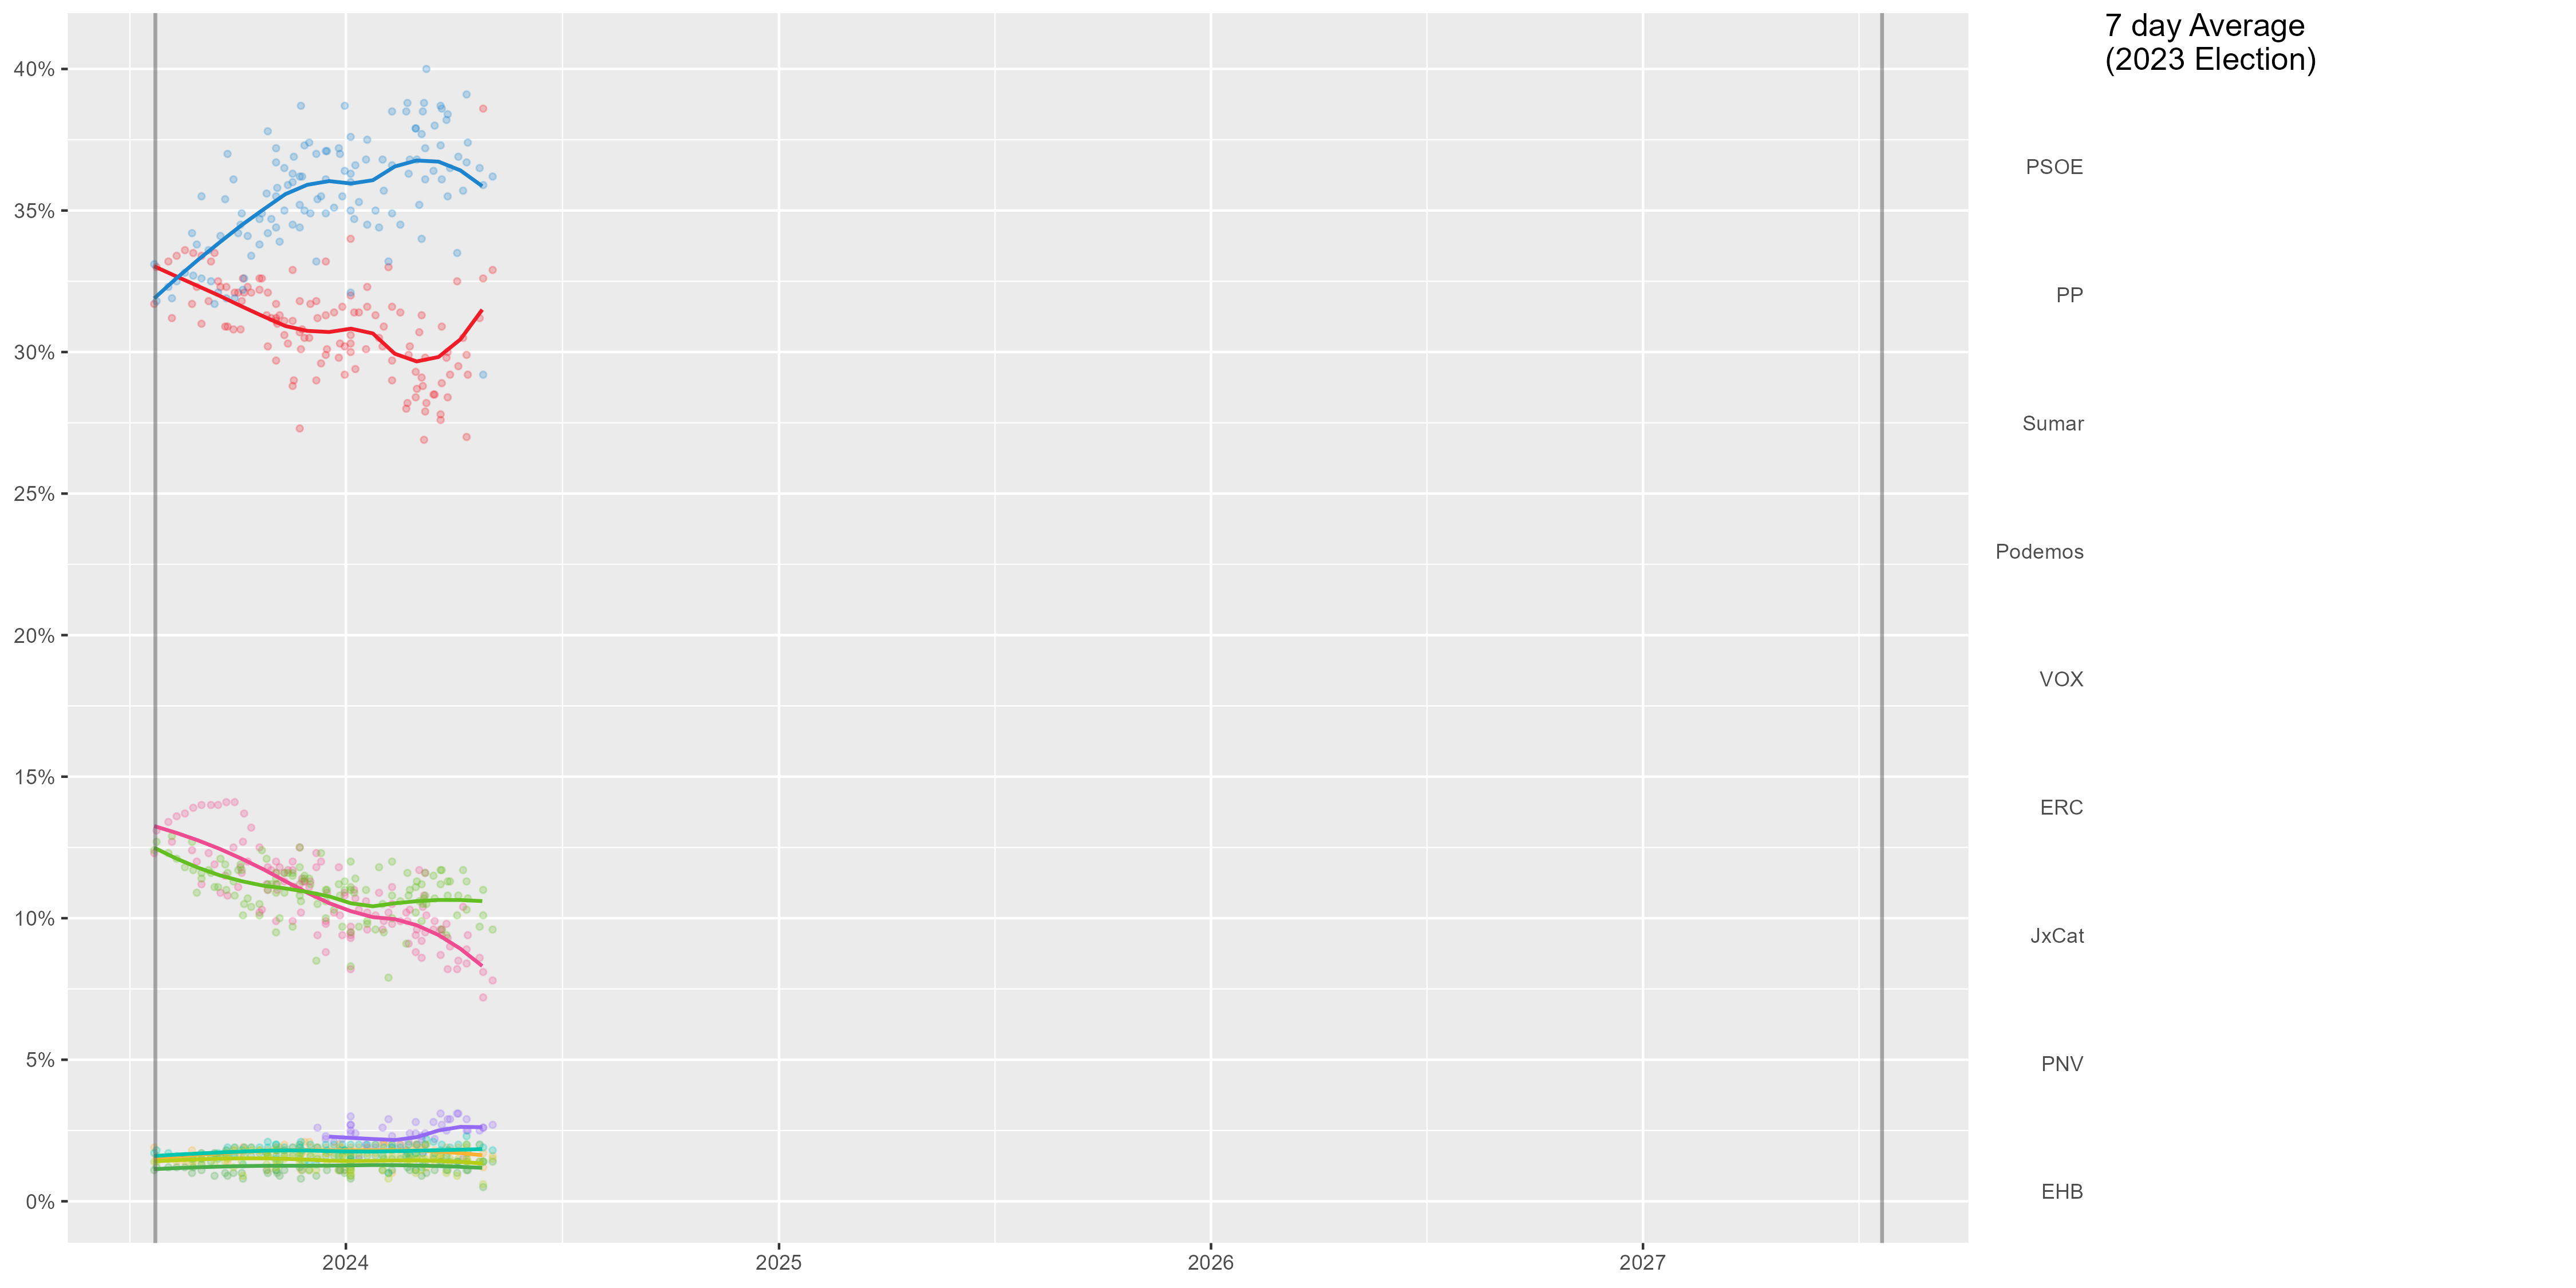 7 day Average
(2023 Election)
40%
35%
30%
25%
20%
15%
10%
5%
0%
PSOE
PP
Sumar
Podemos
VOX
ERC
JxCat
PNV
EHB
2024
2025
2026
2027